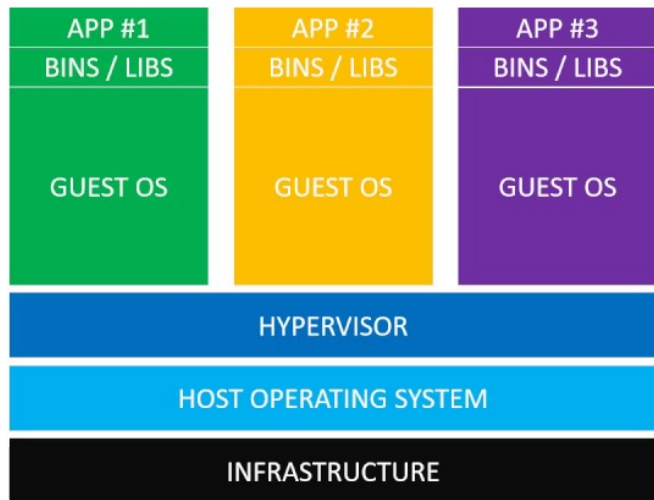 APP #1
BINS / LIBS
GUEST OS
APP #2
BINS / LIBS
GUEST OS
APP #3
BINS / LIBS
GUEST OS
HYPERVISOR
HOST OPERATING SYSTEM
INFRASTRUCTURE